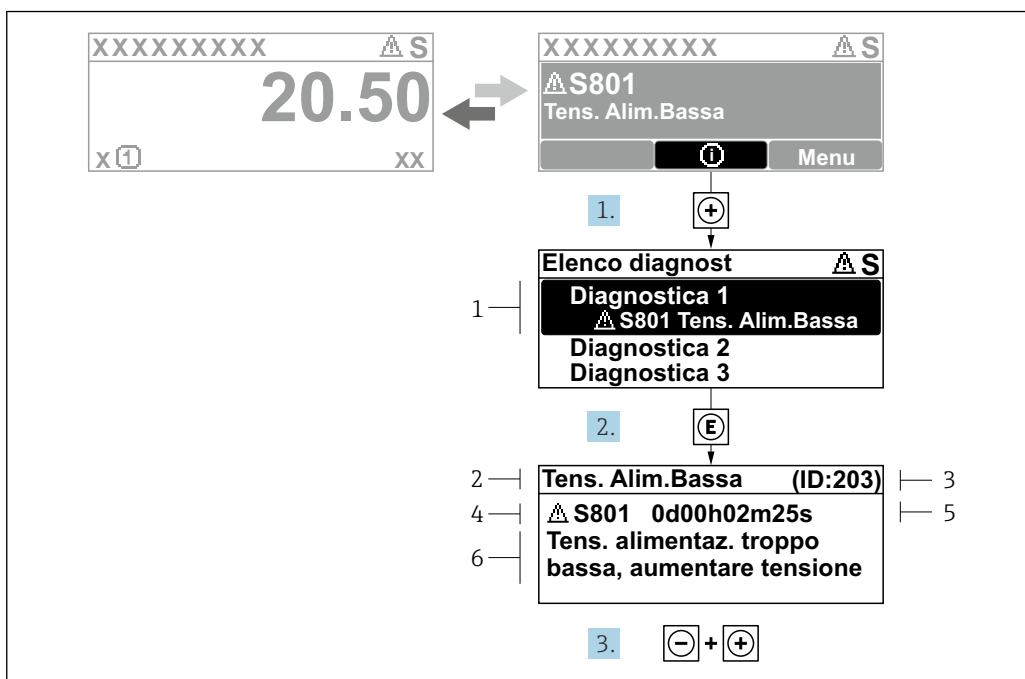 XXXXXXXXX ⚠ S
20.50
X 1 XX
XXXXXXXXX ⚠ S
⚠S801
Tens. Alim.Bassa
i Menu
1. +
Elenco diagnost ⚠ S
1
Diagnostica 1
⚠ S801 Tens. Alim.Bassa
Diagnostica 2
Diagnostica 3
2. E
2 Tens. Alim.Bassa (ID:203) 3
4 ⚠ S801 0d00h02m25s 5
6 Tens. alimentaz. troppo
bassa, aumentare tensione
3. - + +